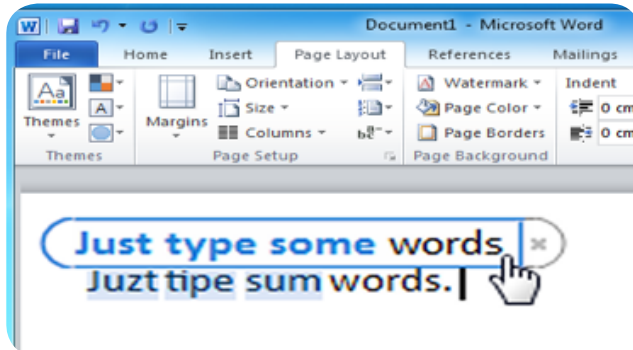 Document1 - Microsoft Word
File Home Insert Page Layout References Mailings
Aa Orientation Watermark Indent
A Size Page Color 0 cm
Themes Margins Columns Page Borders 0 cm
Themes Page Setup Page Background
Just type some words
Juzt tipe sum words.